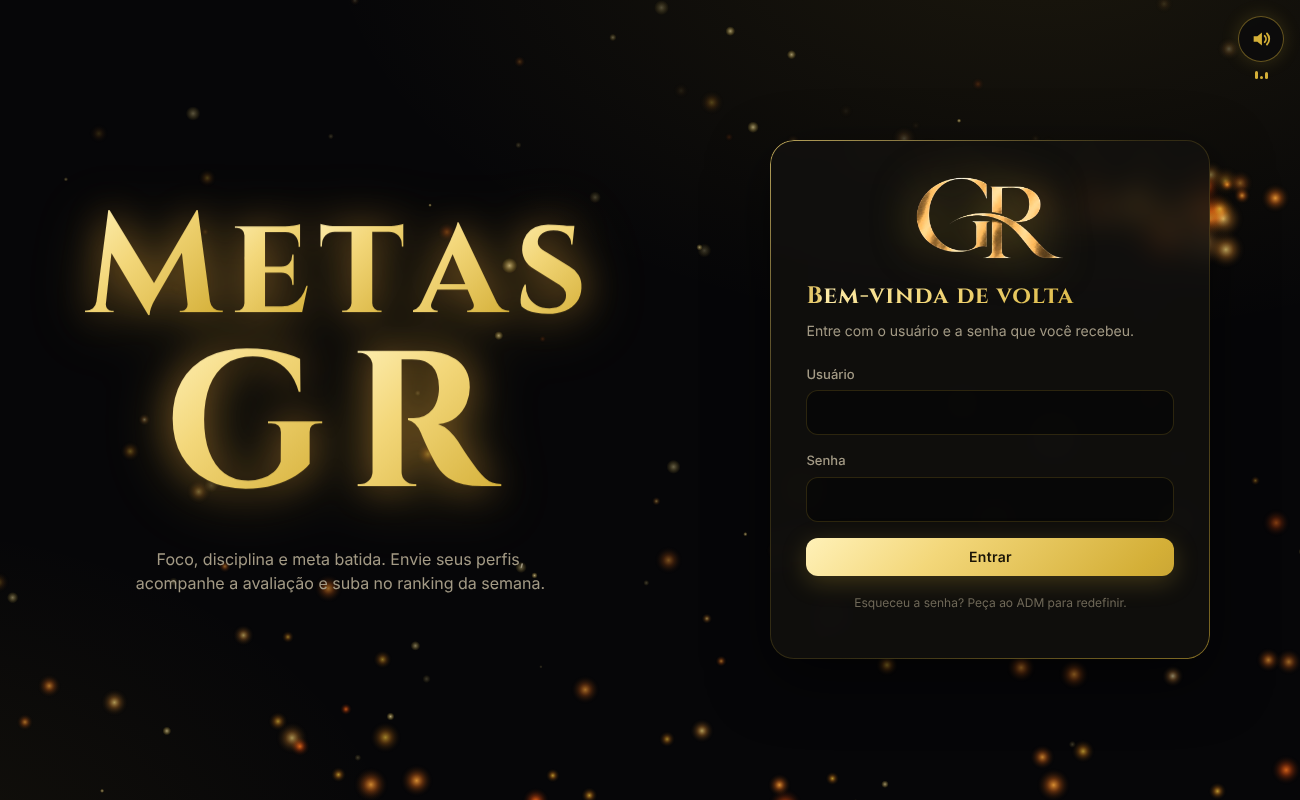 METAS
GR
Foco, disciplina e meta batida. Envie seus perfis,
acompanhe a avaliação e suba no ranking da semana.
GR
Bem-vinda de volta
Entre com o usuário e a senha que você recebeu.
Usuário
Senha
Entrar
Esqueceu a senha? Peça ao ADM para redefinir.